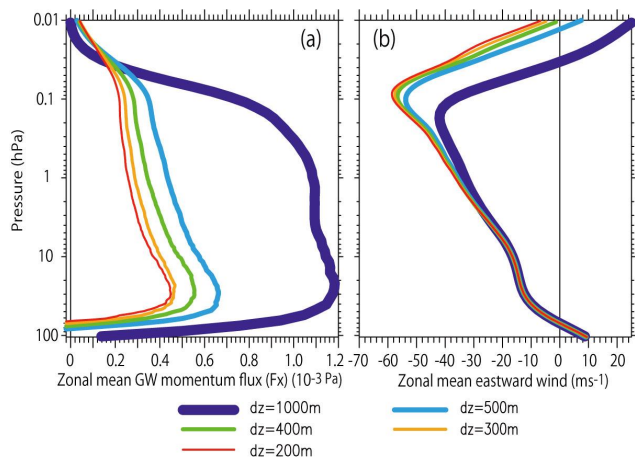 0.01
(a)
(b)
0.1
1
10
100
Pressure (hPa)
0 0.2 0.4 0.6 0.8 1.0 1.2
-70 -60 -50 -40 -30 -20 -10 0 10 20
Zonal mean GW momentum flux (Fx) (10-3 Pa)
Zonal mean eastward wind (ms-1)
dz=1000m
dz=500m
dz=400m
dz=300m
dz=200m